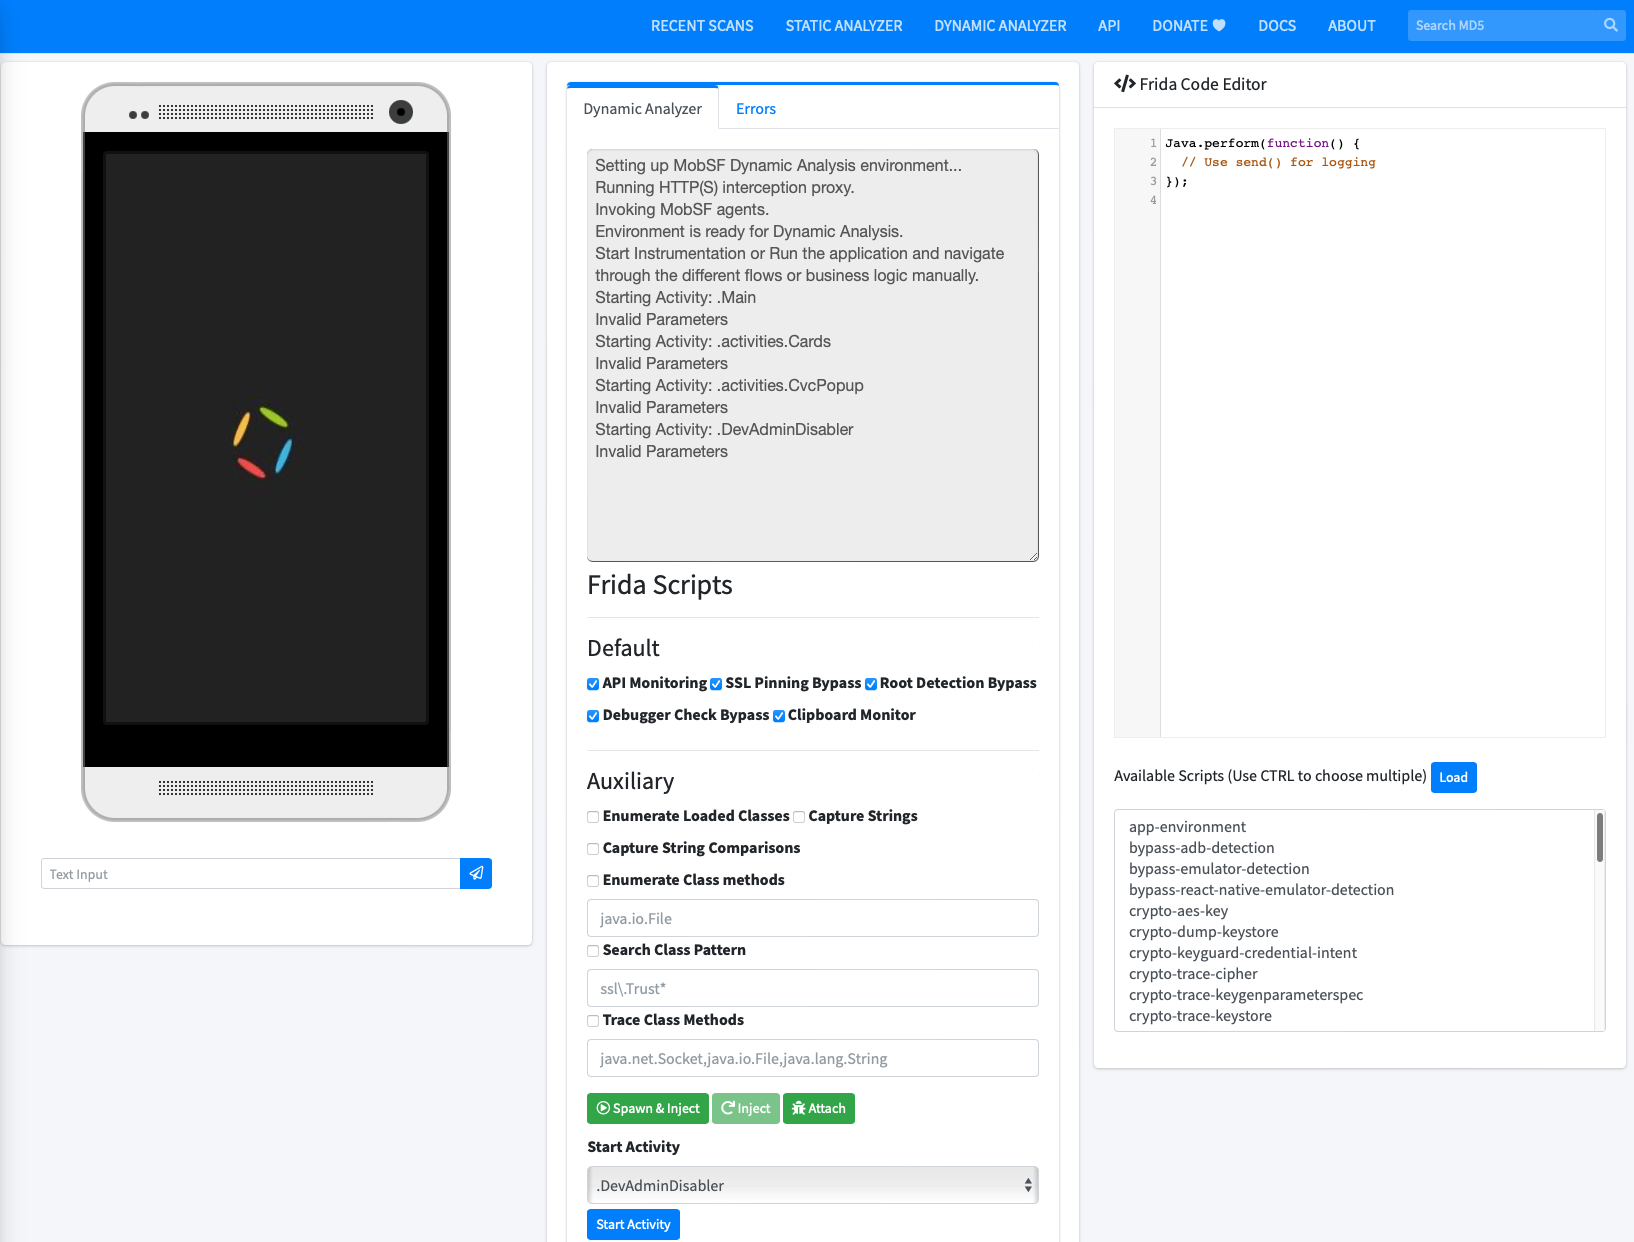 RECENT SCANS STATIC ANALYZER DYNAMIC ANALYZER API DONATE DOCS ABOUT Search MD5
Dynamic Analyzer Errors
Setting up MobSF Dynamic Analysis environment...
Running HTTP(S) interception proxy.
Invoking MobSF agents.
Environment is ready for Dynamic Analysis.
Start Instrumentation or Run the application and navigate
through the different flows or business logic manually.
Starting Activity: .Main
Invalid Parameters
Starting Activity: .activities.Cards
Invalid Parameters
Starting Activity: .activities.CvcPopup
Invalid Parameters
Starting Activity: .DevAdminDisabler
Invalid Parameters
Frida Scripts
Default
API Monitoring SSL Pinning Bypass Root Detection Bypass
Debugger Check Bypass Clipboard Monitor
Auxiliary
Enumerate Loaded Classes Capture Strings
Capture String Comparisons
Enumerate Class methods
java.io.File
Search Class Pattern
ssl\.Trust*
Trace Class Methods
java.net.Socket,java.io.File,java.lang.String
Spawn & Inject Inject Attach
Start Activity
.DevAdminDisabler
Start Activity
Text Input
</> Frida Code Editor
1 Java.perform(function() {
2 // Use send() for logging
3 });
4
Available Scripts (Use CTRL to choose multiple) Load
app-environment
bypass-adb-detection
bypass-emulator-detection
bypass-react-native-emulator-detection
crypto-aes-key
crypto-dump-keystore
crypto-keyguard-credential-intent
crypto-trace-cipher
crypto-trace-keygenparameterspec
crypto-trace-keystore